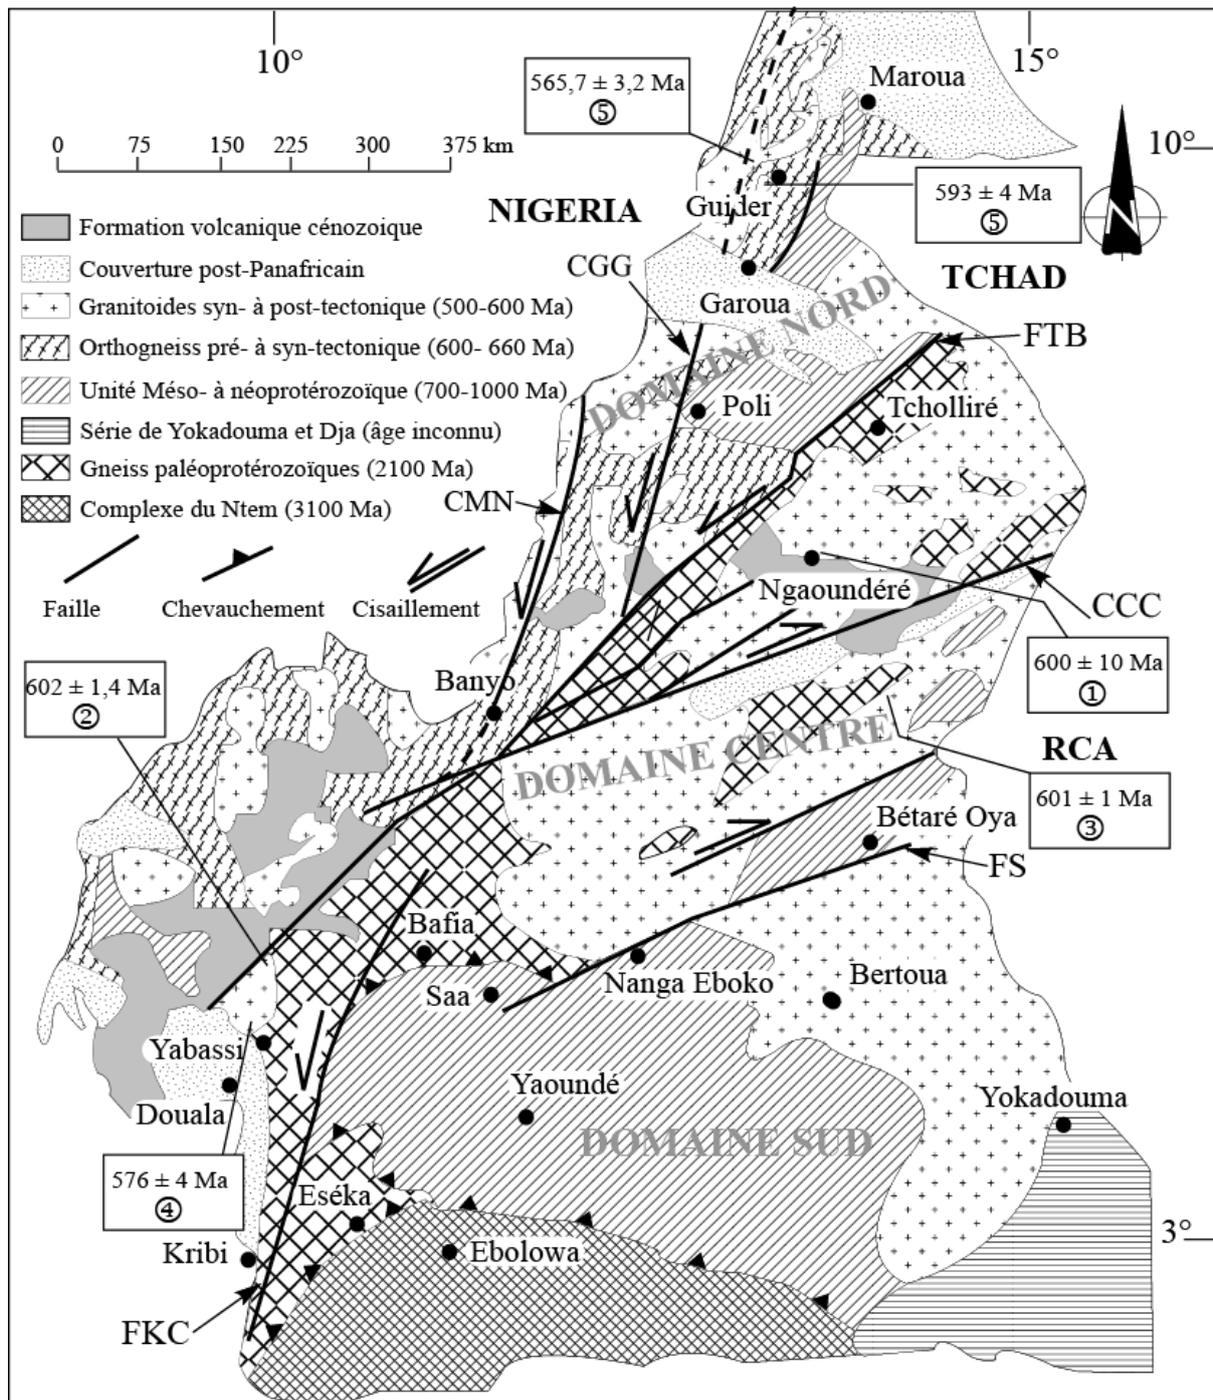 10°
15°
565,7 ± 3,2 Ma
⑤
Maroua
0 75 150 225 300 375 km
10°
N
NIGERIA
Guider
593 ± 4 Ma
⑤
Formation volcanique cénozoique
CGG
TCHAD
Couverture post-Panafricain
Garoua
Granitoides syn- à post-tectonique (500-600 Ma)
DOMAINE NORD
FTB
Orthogneiss pré- à syn-tectonique (600- 660 Ma)
Unité Méso- à néoprotérozoïque (700-1000 Ma)
Poli
Tcholliré
Série de Yokadouma et Dja (âge inconnu)
Gneiss paléoprotérozoïques (2100 Ma)
CMN
Complexe du Ntem (3100 Ma)
Ngaoundéré
Faille
Chevauchement
Cisaillement
CCC
602 ± 1,4 Ma
②
Banyo
600 ± 10 Ma
①
DOMAINE CENTRE
RCA
601 ± 1 Ma
③
Bétaré Oya
FS
Bafia
Nanga Eboko
Bertoua
Saa
Yabassi
Douala
Yaoundé
Yokadouma
DOMAINE SUD
576 ± 4 Ma
④
Eséka
Kribi
Ebolowa
3°
FKC